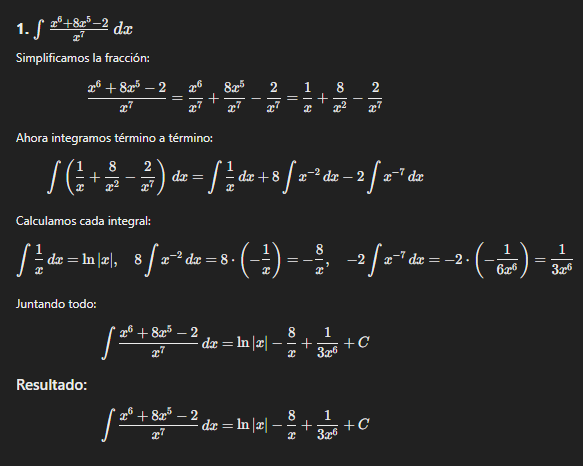 1. ∫ (x⁶+8x⁵−2)/x⁷ dx
Simplificamos la fracción:
(x⁶ + 8x⁵ − 2)/x⁷ = x⁶/x⁷ + 8x⁵/x⁷ − 2/x⁷ = 1/x + 8/x² − 2/x⁷
Ahora integramos término a término:
∫ (1/x + 8/x² − 2/x⁷) dx = ∫ 1/x dx + 8 ∫ x⁻² dx − 2 ∫ x⁻⁷ dx
Calculamos cada integral:
∫ 1/x dx = ln |x|, 8 ∫ x⁻² dx = 8 · (−1/x) = −8/x, −2 ∫ x⁻⁷ dx = −2 · (−1/(6x⁶)) = 1/(3x⁶)
Juntando todo:
∫ (x⁶ + 8x⁵ − 2)/x⁷ dx = ln |x| − 8/x + 1/(3x⁶) + C
Resultado:
∫ (x⁶ + 8x⁵ − 2)/x⁷ dx = ln |x| − 8/x + 1/(3x⁶) + C